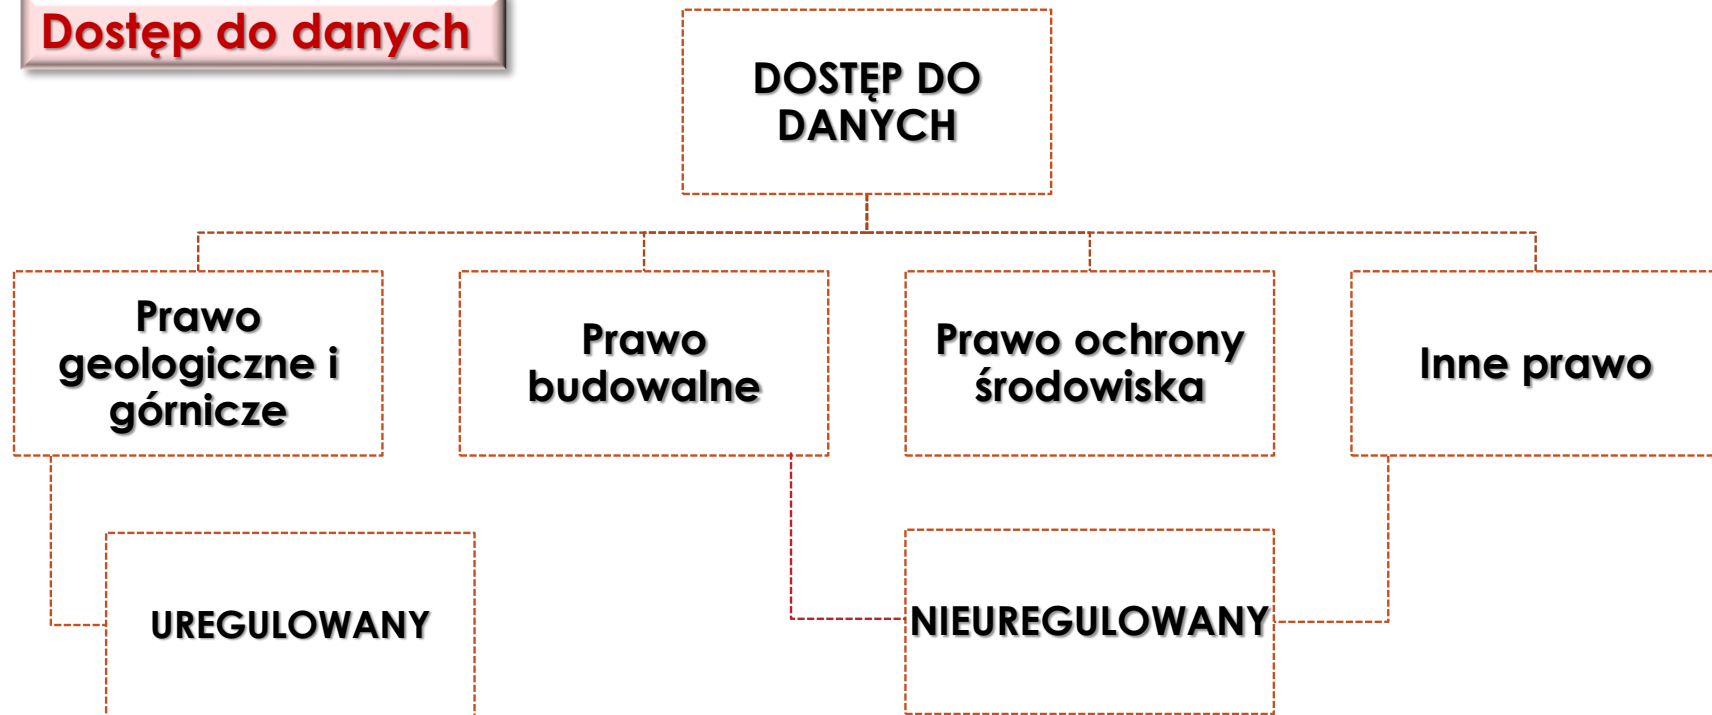 Dostęp do danych
DOSTĘP DO
DANYCH
Prawo
geologiczne i
górnicze
Prawo
budowalne
Prawo ochrony
środowiska
Inne prawo
UREGULOWANY
NIEUREGULOWANY